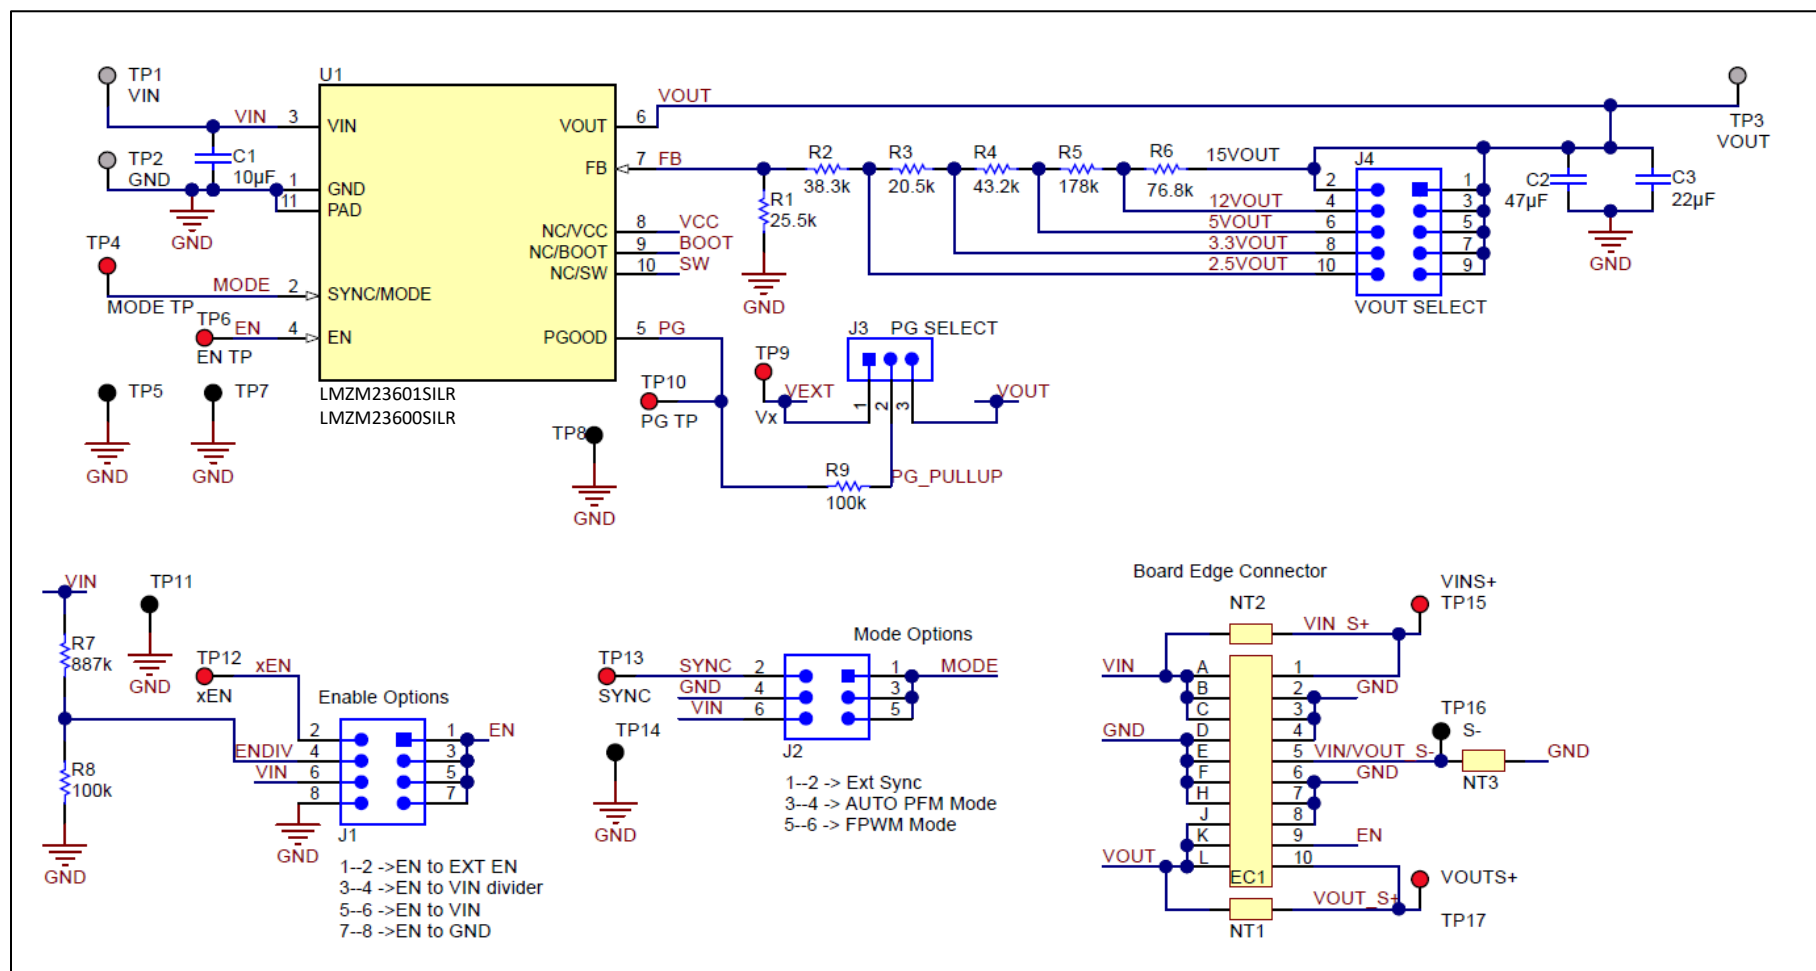 TP1
VIN
TP2
GND
VIN
C1
10µF
GND
U1
3
VIN
1
GND
11
PAD
TP4
MODE TP
MODE
2
SYNC/MODE
TP6
EN
4
EN
EN TP
VOUT
6
FB
7
NC/VCC
8
NC/BOOT
9
NC/SW
10
PGOOD
5
LMZM23601SILR
LMZM23600SILR
VOUT
FB
VCC
BOOT
SW
PG
R1
25.5k
GND
R2
38.3k
R3
20.5k
R4
43.2k
R5
178k
R6
76.8k
15VOUT
12VOUT
5VOUT
3.3VOUT
2.5VOUT
J4
2
4
6
8
10
1
3
5
7
9
VOUT SELECT
C2
47µF
C3
22µF
GND
TP3
VOUT
TP5
GND
TP7
GND
TP8
GND
TP10
PG TP
TP9
Vx
VEXT
J3
PG SELECT
1
2
3
VOUT
R9
100k
PG_PULLUP
VIN
R7
887k
R8
100k
GND
TP11
GND
TP12
xEN
xEN
Enable Options
ENDIV
VIN
2
4
6
8
1
3
5
7
EN
J1
GND
1--2 ->EN to EXT EN
3--4 ->EN to VIN divider
5--6 ->EN to VIN
7--8 ->EN to GND
TP13
SYNC
TP14
GND
Mode Options
SYNC
GND
VIN
2
4
6
1
3
5
MODE
J2
1--2 -> Ext Sync
3--4 -> AUTO PFM Mode
5--6 -> FPWM Mode
Board Edge Connector
NT2
VIN_S+
VINS+
TP15
VIN
GND
VOUT
A
B
C
D
E
F
H
J
K
L
1
2
3
4
5
6
7
8
9
10
EC1
GND
VIN/VOUT_S-
GND
EN
TP16
S-
NT3
GND
NT1
VOUT_S+
VOUTS+
TP17